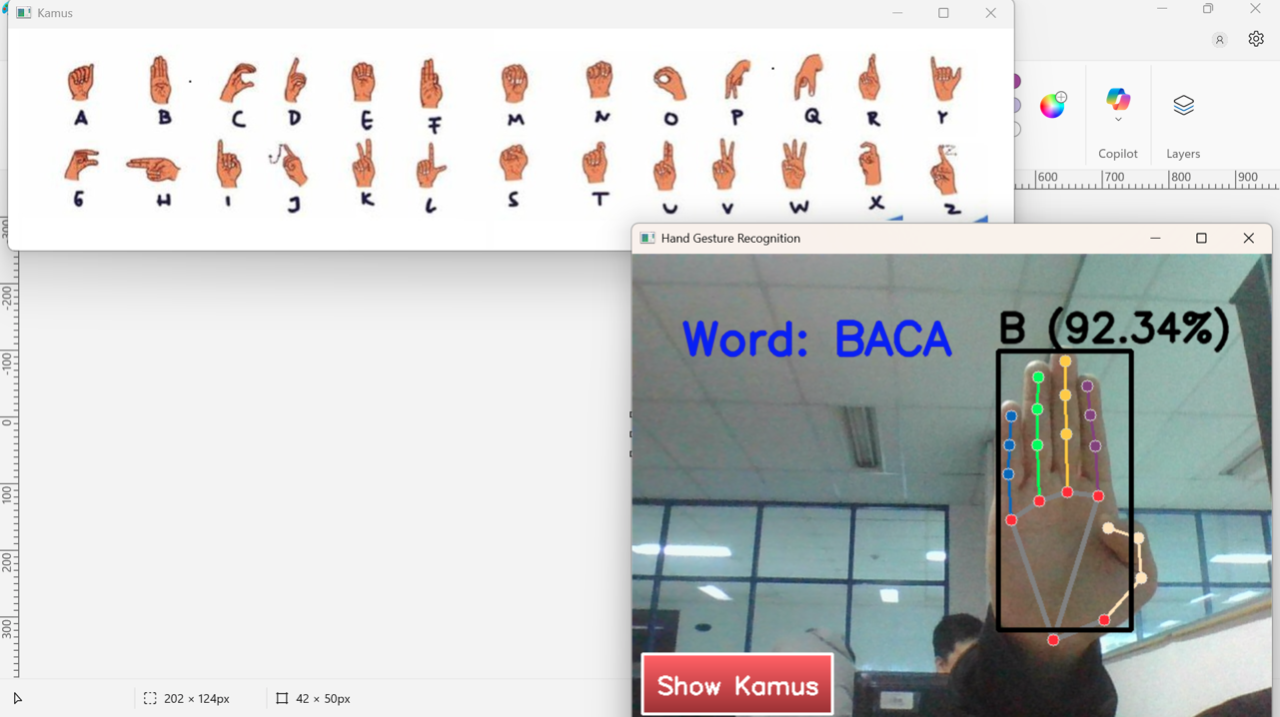 Kamus
A B C D E F M N O P Q R Y
G H I J K L S T U V W X Z
Copilot
Layers
600 700 800 900
Hand Gesture Recognition
-200
-100
0
100
200
300
Word: BACA
B (92.34%)
Show Kamus
202 × 124px
42 × 50px